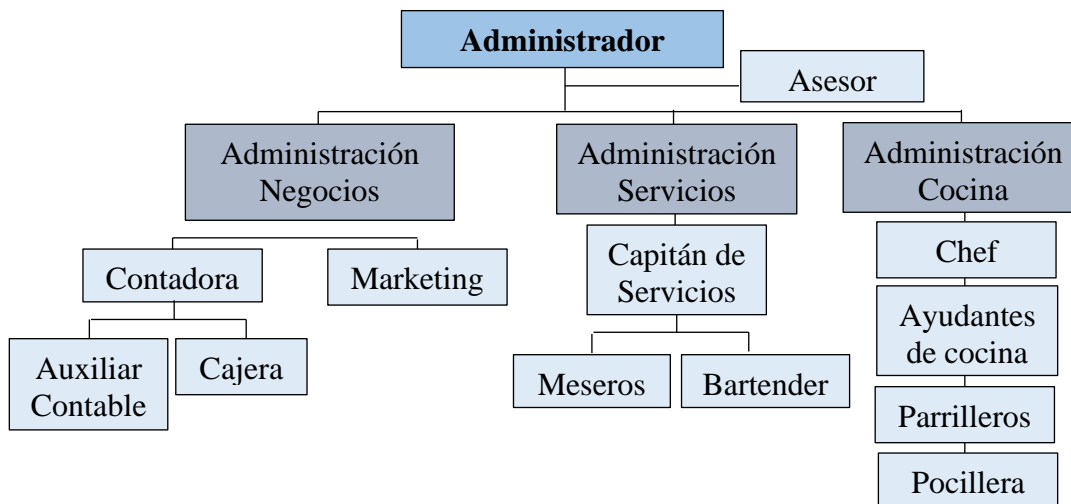 Administrador
Asesor
Administración
Negocios
Administración
Servicios
Administración
Cocina
Contadora
Marketing
Capitán de
Servicios
Chef
Auxiliar
Contable
Cajera
Meseros
Bartender
Ayudantes
de cocina
Parrilleros
Pocillera